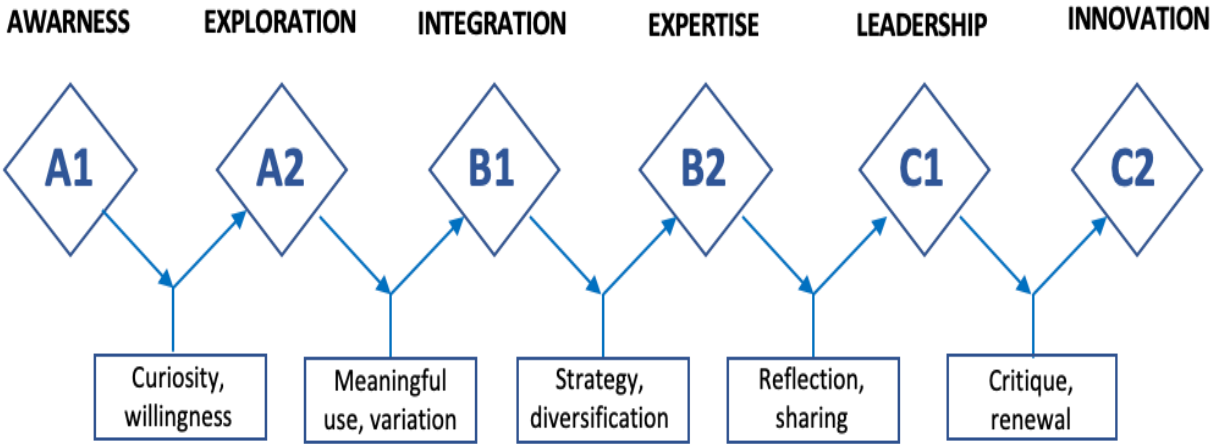 AWARNESS EXPLORATION INTEGRATION EXPERTISE LEADERSHIP INNOVATION
A1 A2 B1 B2 C1 C2
Curiosity,
willingness
Meaningful
use, variation
Strategy,
diversification
Reflection,
sharing
Critique,
renewal